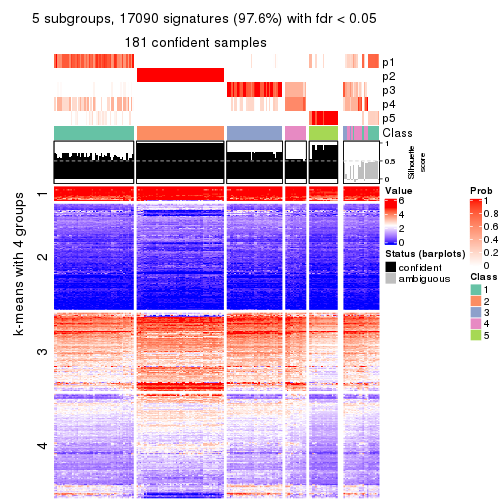 5 subgroups, 17090 signatures (97.6%) with fdr < 0.05
181 confident samples
p1
p2
p3
p4
p5
Class
1
0.5
0
Silhouette
score
k-means with 4 groups
1
2
3
4
Value
6
4
2
0
Status (barplots)
confident
ambiguous
Prob
1
0.8
0.6
0.4
0.2
0
Class
1
2
3
4
5